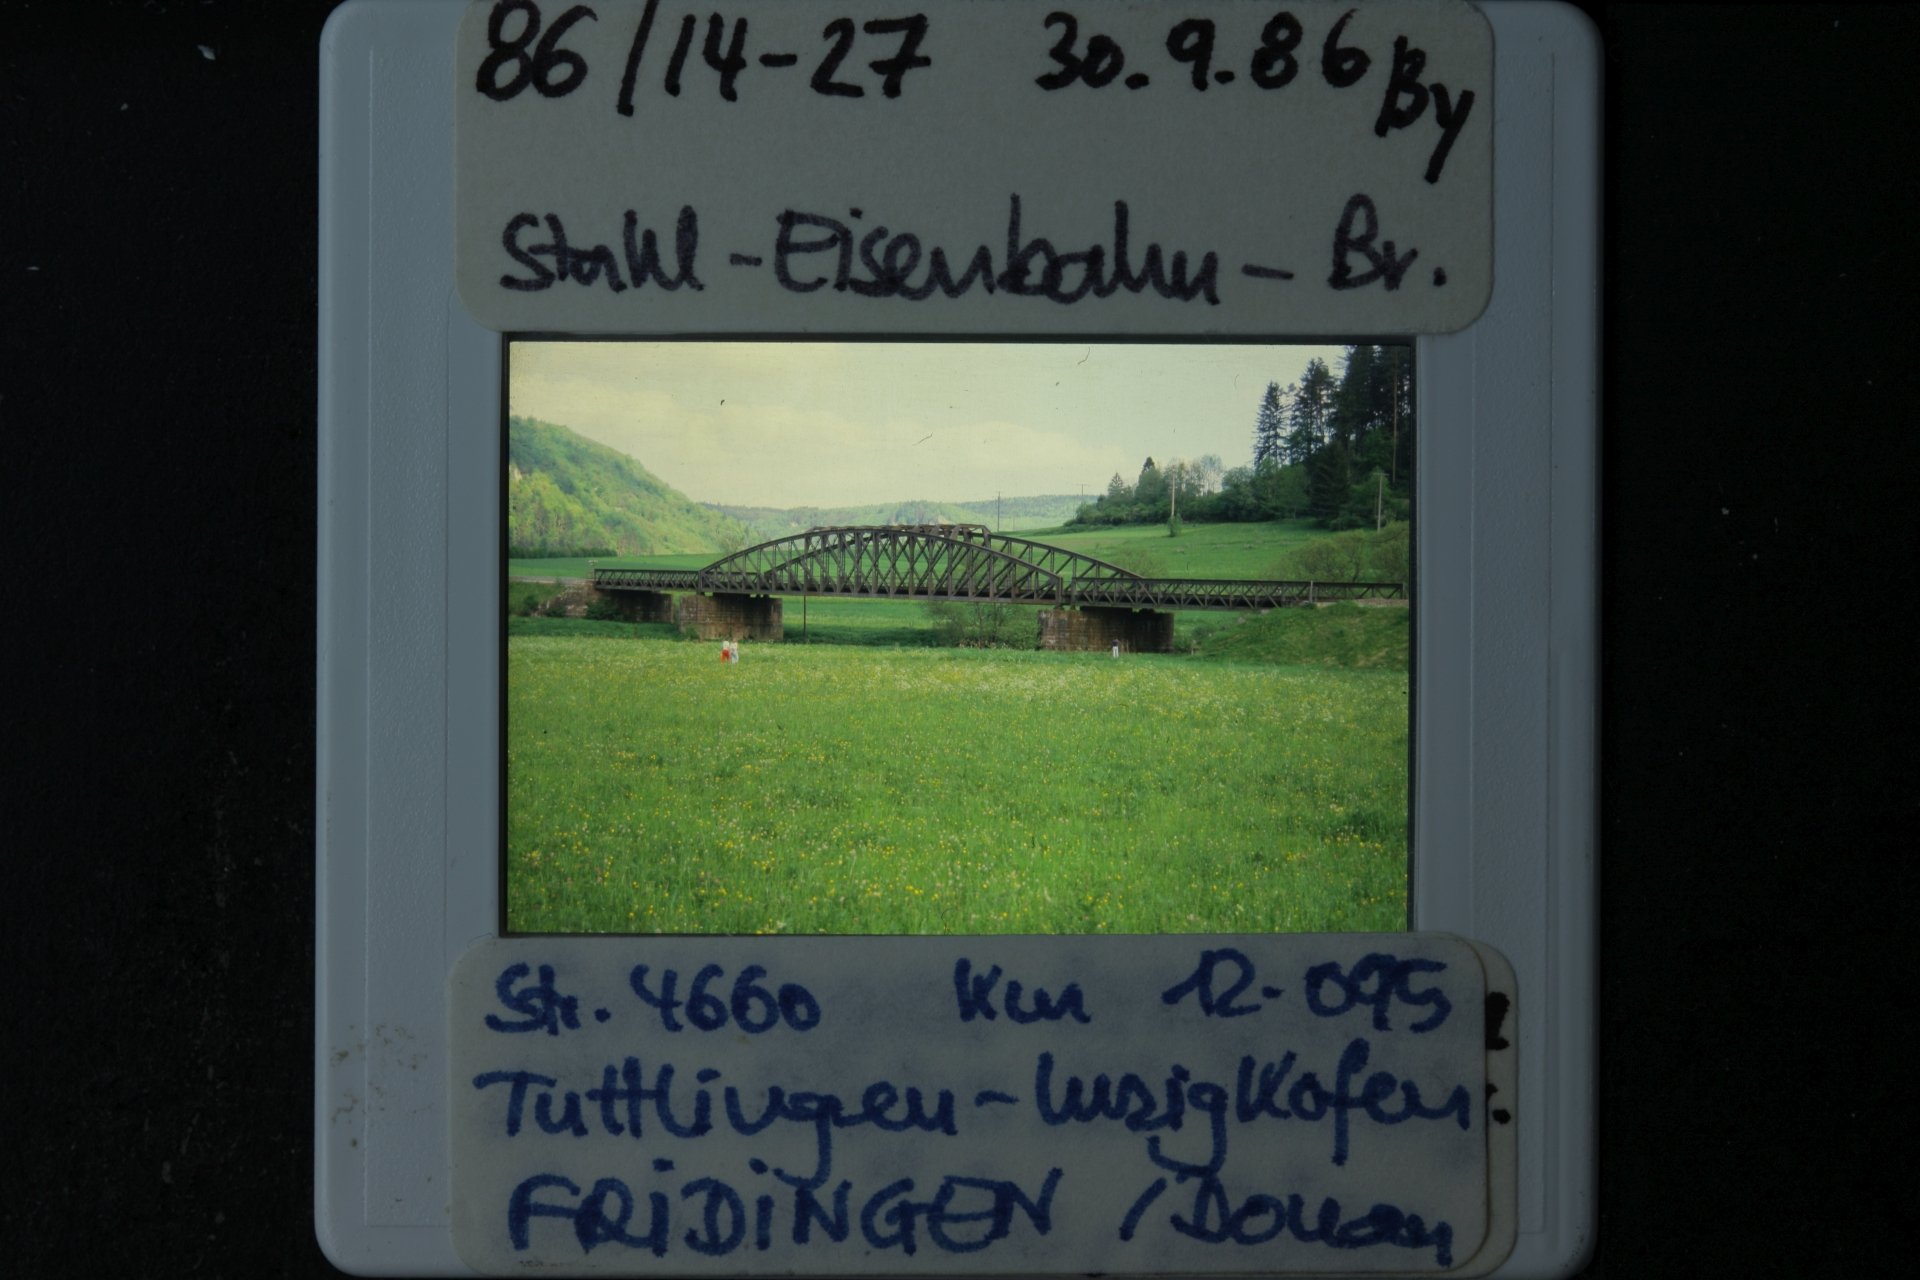 86/14-27 30.9.86 By
Stahl-Eisenbahn-Br.
Str. 4660 Km 12.095
Tuttlingen-Inzigkofen
FRIDINGEN /Donau